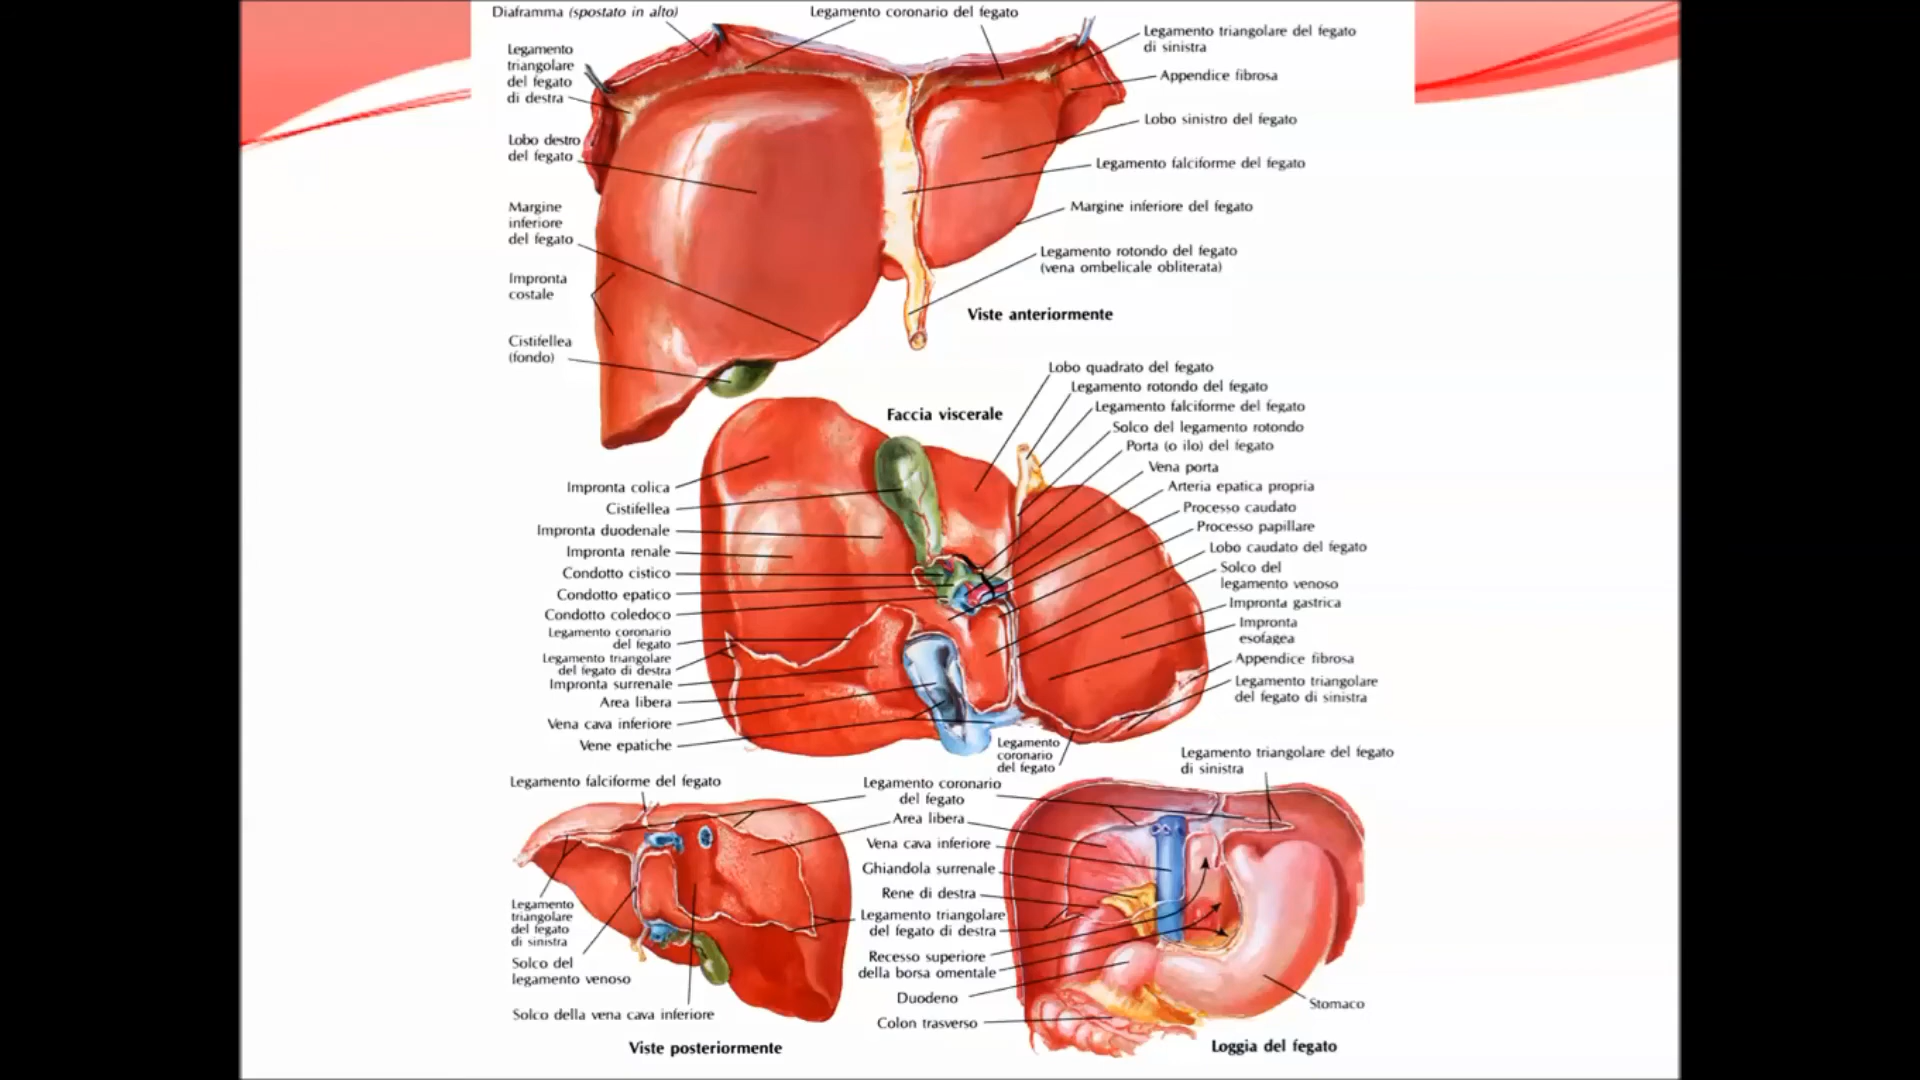 Diaframma (spostato in alto)
Legamento coronario del fegato
Legamento
triangolare
del fegato
di destra
Lobo destro
del fegato
Margine
inferiore
del fegato
Impronta
costale
Cistifellea
(fondo)
Legamento triangolare del fegato
di sinistra
Appendice fibrosa
Lobo sinistro del fegato
Legamento falciforme del fegato
Margine inferiore del fegato
Legamento rotondo del fegato
(vena ombelicale obliterata)
Viste anteriormente
Faccia viscerale
Impronta colica
Cistifellea
Impronta duodenale
Impronta renale
Condotto cistico
Condotto epatico
Condotto coledoco
Legamento coronario
del fegato
Legamento triangolare
del fegato di destra
Impronta surrenale
Area libera
Vena cava inferiore
Vene epatiche
Lobo quadrato del fegato
Legamento rotondo del fegato
Legamento falciforme del fegato
Solco del legamento rotondo
Porta (o ilo) del fegato
Vena porta
Arteria epatica propria
Processo caudato
Processo papillare
Lobo caudato del fegato
Solco del
legamento venoso
Impronta gastrica
Impronta
esofagea
Appendice fibrosa
Legamento triangolare
del fegato di sinistra
Legamento
coronario
del fegato
Legamento falciforme del fegato
Legamento
triangolare
del fegato
di sinistra
Solco del
legamento venoso
Solco della vena cava inferiore
Viste posteriormente
Legamento coronario
del fegato
Area libera
Vena cava inferiore
Ghiandola surrenale
Rene di destra
Legamento triangolare
del fegato di destra
Recesso superiore
della borsa omentale
Duodeno
Colon trasverso
Legamento triangolare del fegato
di sinistra
Stomaco
Loggia del fegato